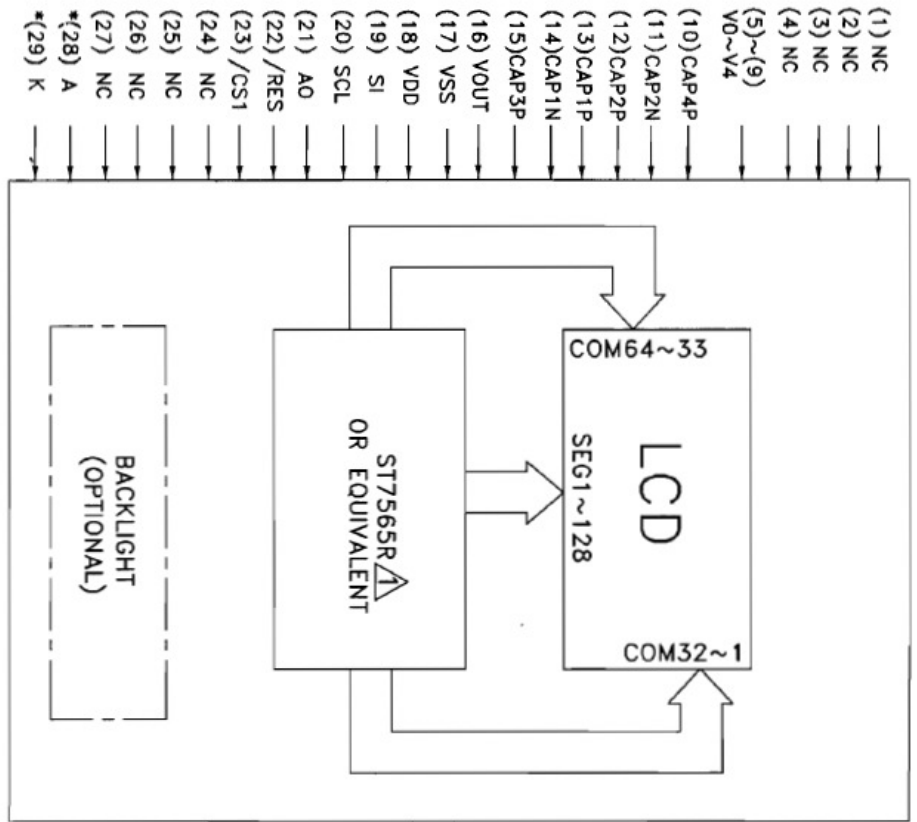 (1) NC
(2) NC
(3) NC
(4) NC
(5)~(9)
V0~V4
(10)CAP4P
(11)CAP2N
(12)CAP2P
(13)CAP1P
(14)CAP1N
(15)CAP3P
(16)VOUT
(17) VSS
(18) VDD
(19) SI
(20) SCL
(21) A0
(22)/RES
(23)/CS1
(24) NC
(25) NC
(26) NC
(27) NC
*(28) A
*(29) K
COM64~33
LCD
SEG1~128
COM32~1
ST7565R 1
OR EQUIVALENT
BACKLIGHT
(OPTIONAL)